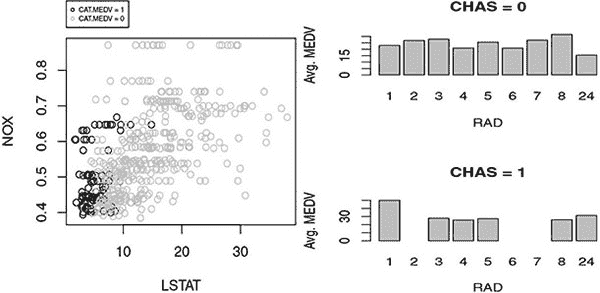 CAT.MEDV = 1
CAT.MEDV = 0
NOX
0.8
0.7
0.6
0.5
0.4
10 20 30
LSTAT
CHAS = 0
Avg. MEDV
15
0
1 2 3 4 5 6 7 8 24
RAD
CHAS = 1
Avg. MEDV
30
0
1 2 3 4 5 6 7 8 24
RAD